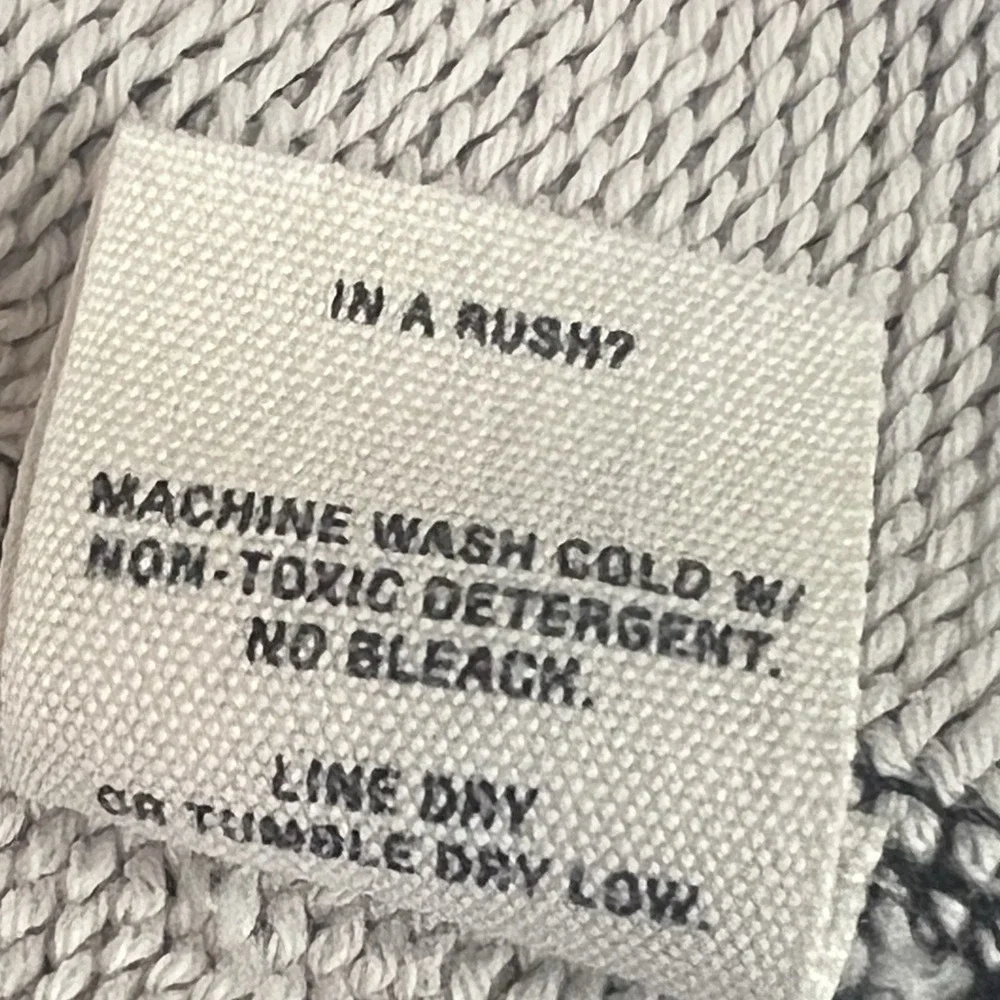 IN A RUSH?
MACHINE WASH COLD W/
NON-TOXIC DETERGENT.
NO BLEACH.
LINE DRY
OR TUMBLE DRY LOW.